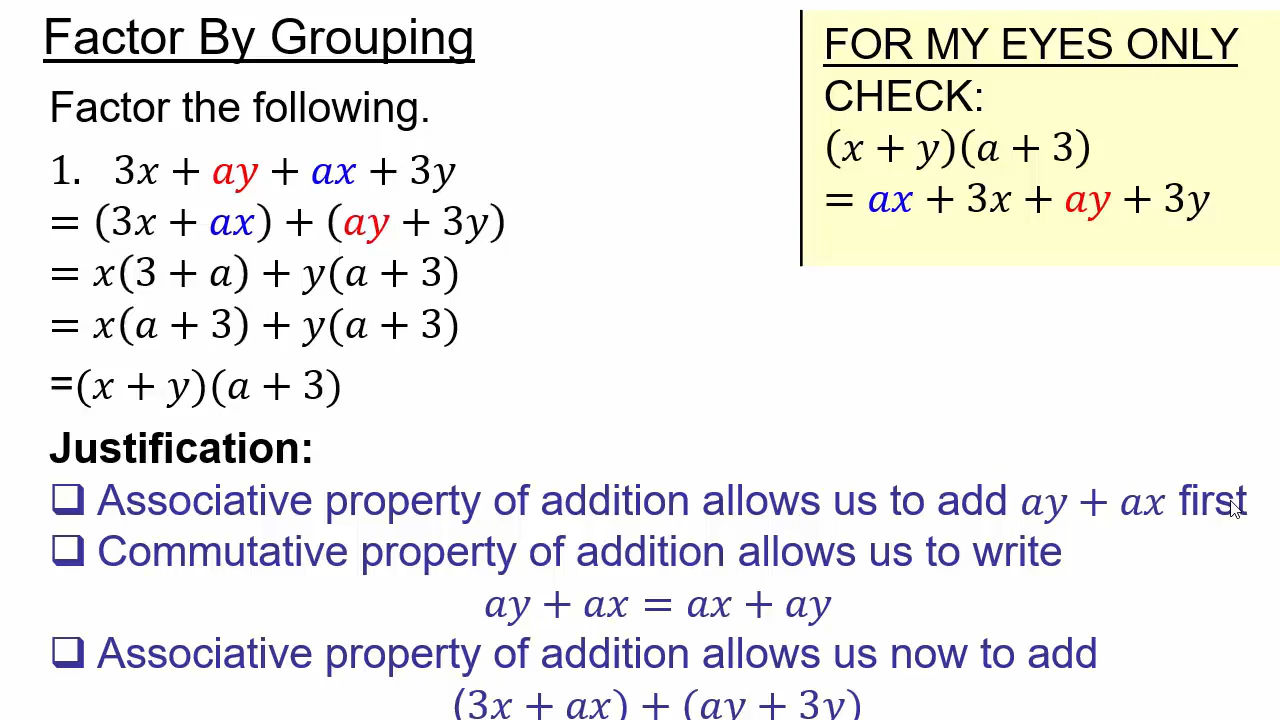 Factor By Grouping
Factor the following.
1. 3x + ay + ax + 3y
= (3x + ax) + (ay + 3y)
= x(3 + a) + y(a + 3)
= x(a + 3) + y(a + 3)
=(x + y)(a + 3)
FOR MY EYES ONLY
CHECK:
(x + y)(a + 3)
= ax + 3x + ay + 3y
Justification:
❑ Associative property of addition allows us to add ay + ax first
❑ Commutative property of addition allows us to write
ay + ax = ax + ay
❑ Associative property of addition allows us now to add
(3x + ax) + (ay + 3y)